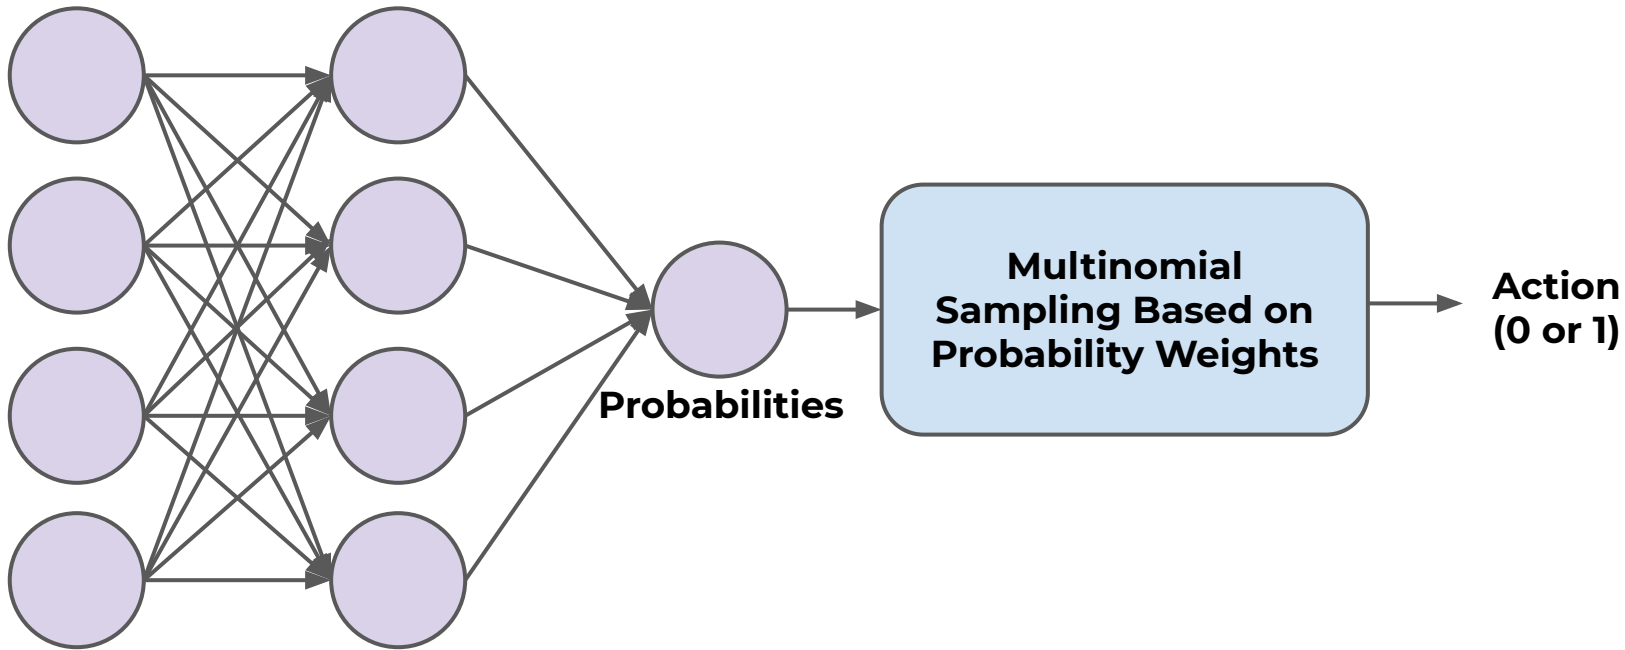 Probabilities
Multinomial
Sampling Based on
Probability Weights
Action
(0 or 1)